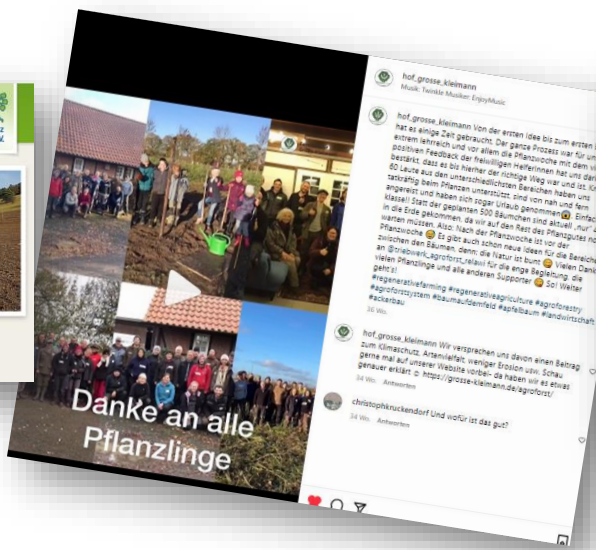 hof_grosse_kleimann
Musik: Twinkle Musiker: EnjoyMusic
hof_grosse_kleimann Von der ersten Idee bis zum ersten
hat es einige Zeit gebraucht. Der ganze Prozess war für un
extrem lehrreich und vor allem die Pflanzwoche mit dem vi
positiven Feedback der freiwilligen HelferInnen hat uns dari
bestärkt, dass es bis hierher der richtige Weg war und ist. Kn
60 Leute aus den unterschiedlichsten Bereichen haben uns
tatkräftig beim Pflanzen unterstützt, sind von nah und fern
angereist und haben sich sogar Urlaub genommen😱 Einfac
klasse!! Statt der geplanten 500 Bäumchen sind aktuell „nur“
in die Erde gekommen, da wir auf den Rest des Pflanzgutes no
warten müssen. Also: Nach der Pflanzwoche ist vor der
Pflanzwoche Es gibt auch schon neue Ideen für die Bereiche
zwischen den Bäumen, denn: die Natur ist bunt Vielen Dank
an @triebwerk_agroforst_relawi für die enge Begleitung, die
vielen Pflanzlinge und alle anderen Supporter So! Weiter
geht's!
#regenerativefarming #regenerativeagriculture #agroforestry
#agroforstsystem #baumaufdemfeld #apfelbaum #landwirtschaft
#ackerbau
36 Wo.
hof_grosse_kleimann Wir versprechen uns davon einen Beitrag
zum Klimaschutz, Artenvielfalt, weniger Erosion usw. Schau
gerne mal auf unserer Website vorbei- da haben wir es etwas
genauer erklärt ☺ https://grosse-kleimann.de/agroforst/
34 Wo. Antworten
christophkruckendorf Und wofür ist das gut?
34 Wo. Antworten
Danke an alle
Pflanzlinge